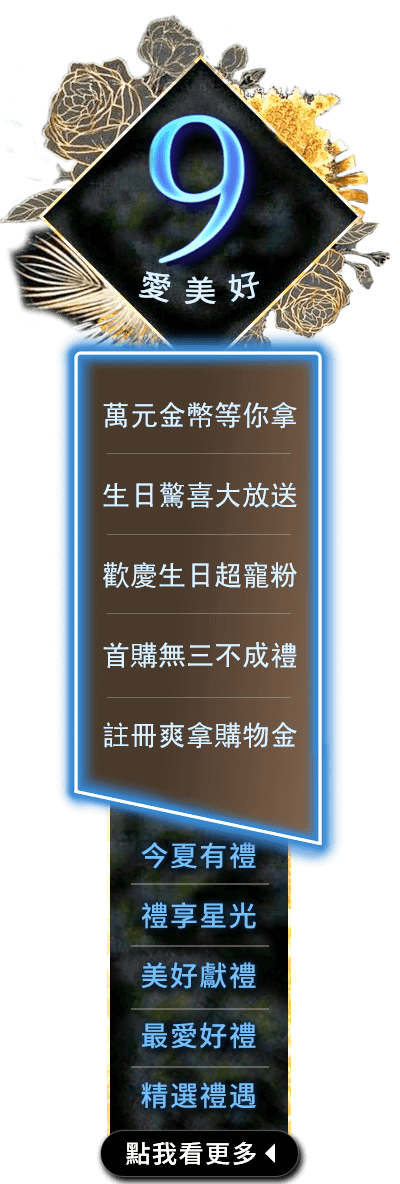 9
愛美好
萬元金幣等你拿
生日驚喜大放送
歡慶生日超寵粉
首購無三不成禮
註冊爽拿購物金
今夏有禮
禮享星光
美好獻禮
最愛好禮
精選禮遇
點我看更多